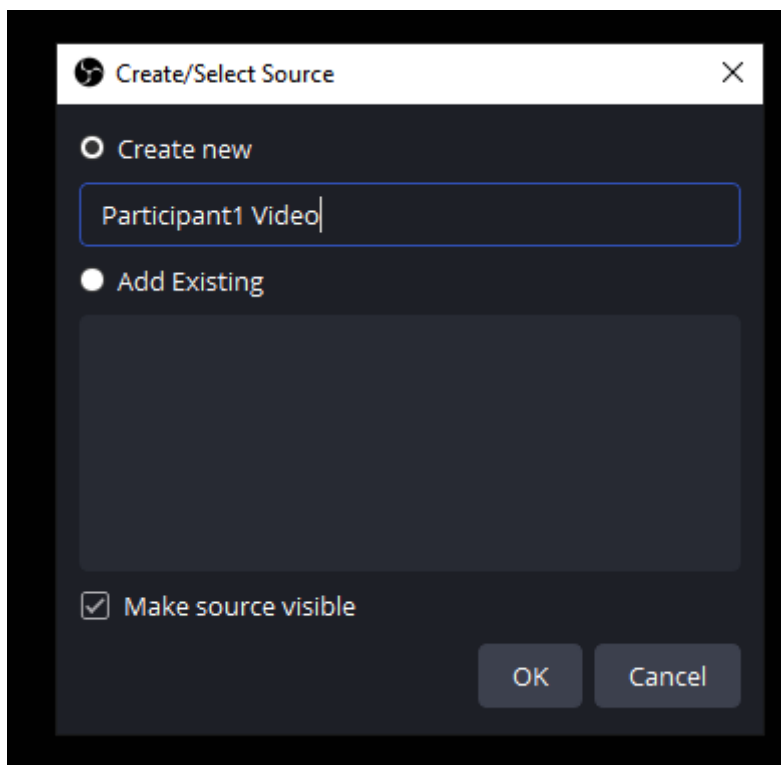 Create/Select Source
Create new
Participant1 Video
Add Existing
Make source visible
OK
Cancel